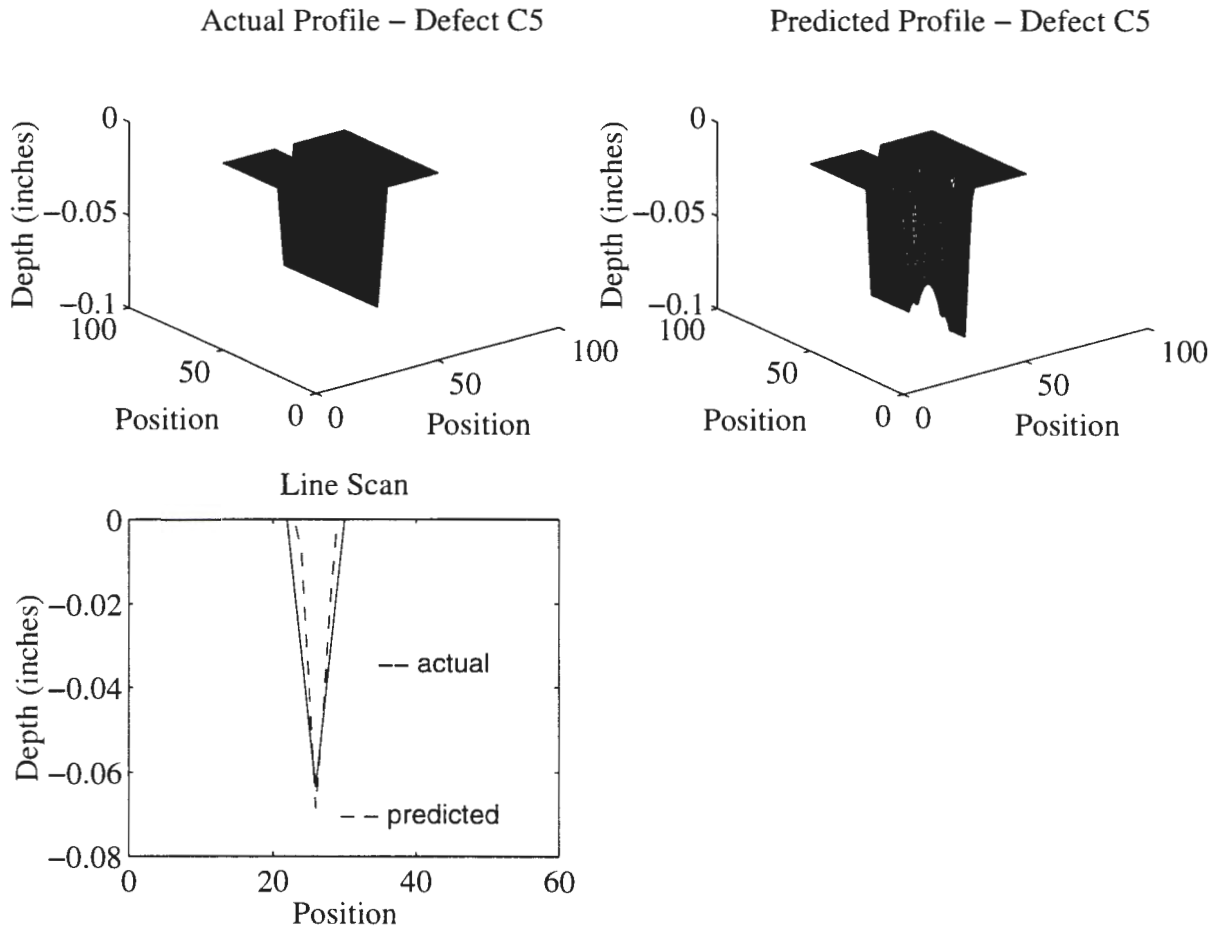 Actual Profile – Defect C5
Predicted Profile – Defect C5
0
−0.05
−0.1
Depth (inches)
100
50
0
Position
0
50
100
Position
0
−0.05
−0.1
Depth (inches)
100
50
0
Position
0
50
100
Position
Line Scan
0
−0.02
−0.04
−0.06
−0.08
Depth (inches)
−− actual
− − predicted
0
20
40
60
Position